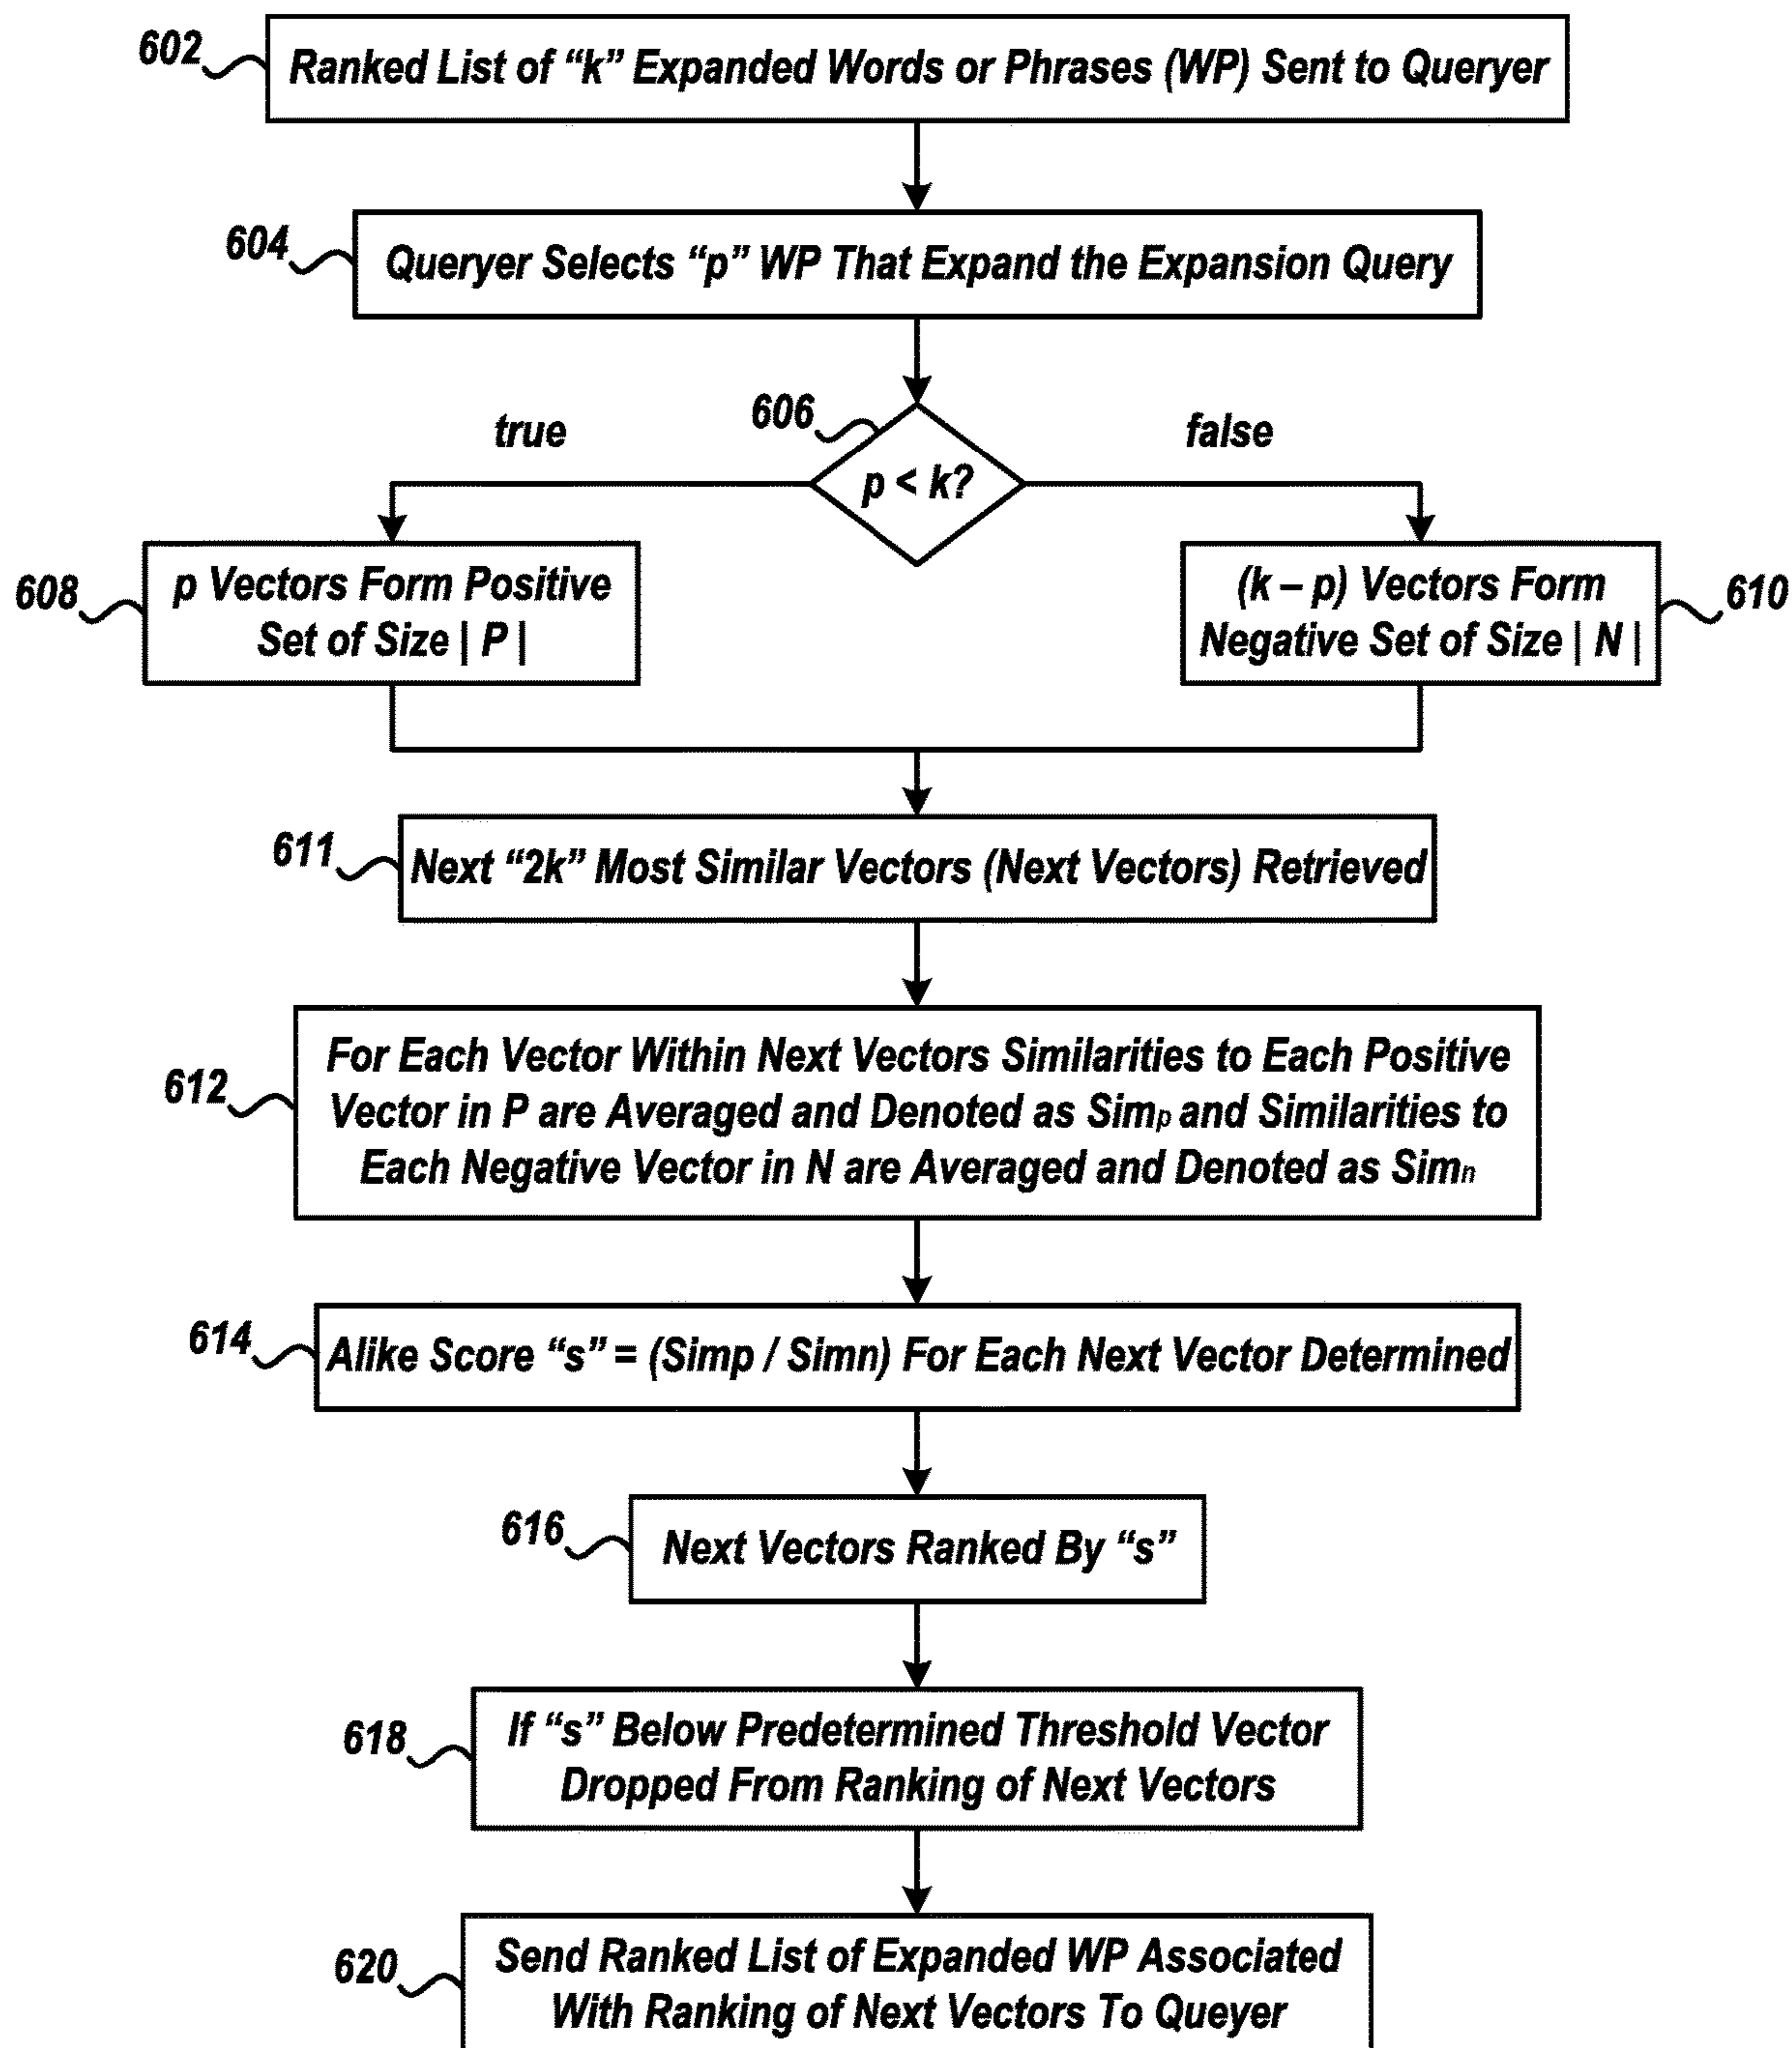 602
Ranked List of “k” Expanded Words or Phrases (WP) Sent to Queryer
604
Queryer Selects “p” WP That Expand the Expansion Query
606
true
false
p < k?
608
p Vectors Form Positive
Set of Size | P |
(k – p) Vectors Form
Negative Set of Size | N |
610
611
Next “2k” Most Similar Vectors (Next Vectors) Retrieved
612
For Each Vector Within Next Vectors Similarities to Each Positive
Vector in P are Averaged and Denoted as Simp and Similarities to
Each Negative Vector in N are Averaged and Denoted as Simn
614
Alike Score “s” = (Simp / Simn) For Each Next Vector Determined
616
Next Vectors Ranked By “s”
618
If “s” Below Predetermined Threshold Vector
Dropped From Ranking of Next Vectors
620
Send Ranked List of Expanded WP Associated
With Ranking of Next Vectors To Queyer